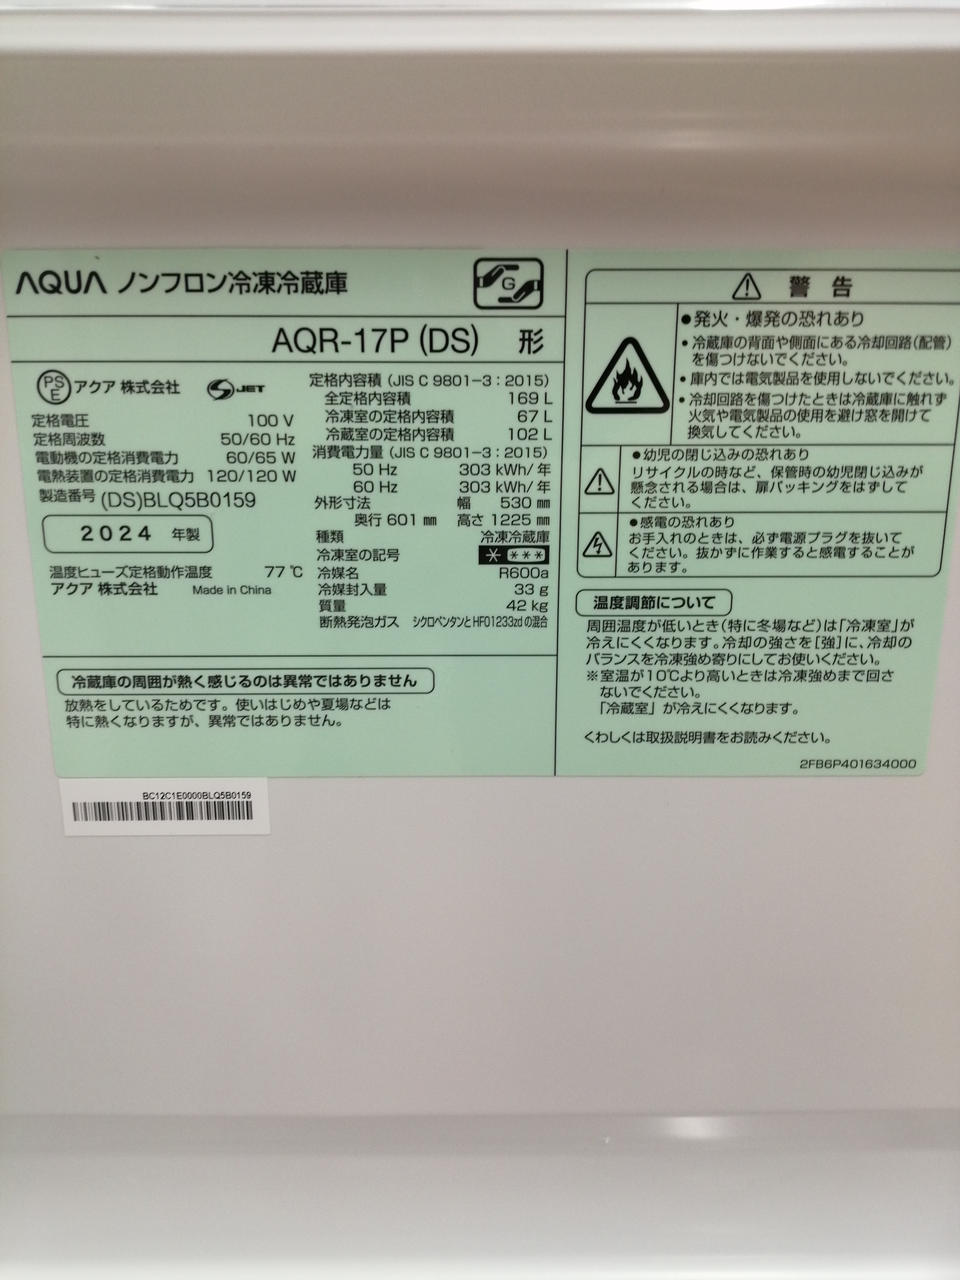 AQUA ノンフロン冷凍冷蔵庫
G
AQR-17P (DS) 形
PSE アクア 株式会社 S-JET
定格電圧 100 V
定格周波数 50/60 Hz
電動機の定格消費電力 60/65 W
電熱装置の定格消費電力 120/120 W
製造番号 (DS)BLQ5B0159
2024 年製
温度ヒューズ定格動作温度 77 ℃
アクア 株式会社 Made in China
定格内容積 (JIS C 9801-3 : 2015)
全定格内容積 169 L
冷凍室の定格内容積 67 L
冷蔵室の定格内容積 102 L
消費電力量 (JIS C 9801-3 : 2015)
50 Hz 303 kWh/年
60 Hz 303 kWh/年
外形寸法 幅 530 ㎜
奥行 601 ㎜ 高さ 1225 ㎜
種類 冷凍冷蔵庫
冷凍室の記号 * ***
冷媒名 R600a
冷媒封入量 33 g
質量 42 kg
断熱発泡ガス シクロペンタンとHFO1233zdの混合
冷蔵庫の周囲が熱く感じるのは異常ではありません
放熱をしているためです。使いはじめや夏場などは
特に熱くなりますが、異常ではありません。
警告
●発火・爆発の恐れあり
• 冷蔵庫の背面や側面にある冷却回路(配管)
を傷つけないでください。
• 庫内では電気製品を使用しないでください。
• 冷却回路を傷つけたときは冷蔵庫に触れず
火気や電気製品の使用を避け窓を開けて
換気してください。
●幼児の閉じ込みの恐れあり
リサイクルの時など、保管時の幼児閉じ込みが
懸念される場合は、扉パッキングをはずして
ください。
●感電の恐れあり
お手入れのときは、必ず電源プラグを抜いて
ください。抜かずに作業すると感電することが
あります。
温度調節について
周囲温度が低いとき(特に冬場など)は「冷凍室」が
冷えにくくなります。冷却の強さを[強]に、冷却の
バランスを冷凍強め寄りにしてお使いください。
※室温が10℃より高いときは冷凍強めまで回さ
ないでください。
「冷蔵室」が冷えにくくなります。
くわしくは取扱説明書をお読みください。
2FB6P401634000
BC12C1E0000BLQ5B0159